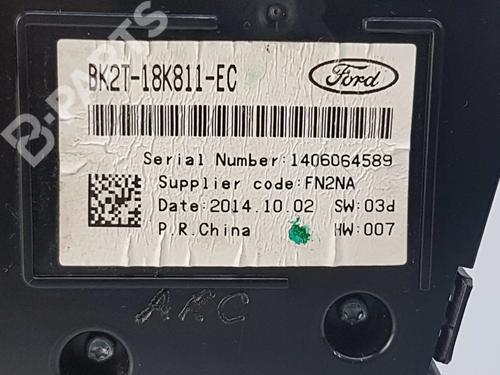 B-PARTS
BK2T-18K811-EC
Ford
Serial Number:1406064589
Supplier code:FN2NA
Date:2014.10.02 SW:03d
P.R.China HW:007
ARC